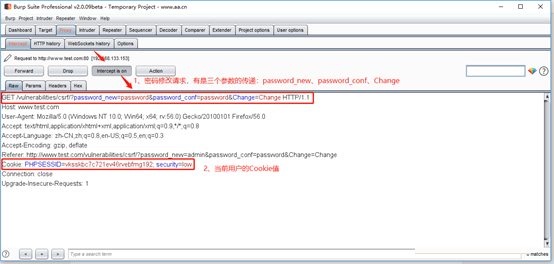 Burp Suite Professional v2.0.09beta - Temporary Project - www.aa.cn
Burp Project Intruder Repeater Window Help
Dashboard Target Proxy Intruder Repeater Sequencer Decoder Comparer Extender Project options User options
Intercept HTTP history WebSockets history Options
Request to http://www.test.com:80 [192.168.133.153]
Forward Drop Intercept is on Action
1、密码修改请求，有是三个参数的传递：password_new、password_conf、Change
Raw Params Headers Hex
GET /vulnerabilities/csrf/?password_new=password&password_conf=password&Change=Change HTTP/1.1
Host: www.test.com
User-Agent: Mozilla/5.0 (Windows NT 10.0; Win64; x64; rv:56.0) Gecko/20100101 Firefox/56.0
Accept: text/html,application/xhtml+xml,application/xml;q=0.9,*/*;q=0.8
Accept-Language: zh-CN,zh;q=0.8,en-US;q=0.5,en;q=0.3
Accept-Encoding: gzip, deflate
Referer: http://www.test.com/vulnerabilities/csrf/?password_new=admin&password_conf=password&Change=Change
Cookie: PHPSESSID=vksskbc7c721ev46rvebfmg192; security=low
2、当前用户的Cookie值
Connection: close
Upgrade-Insecure-Requests: 1
? < + > Type a search term matches